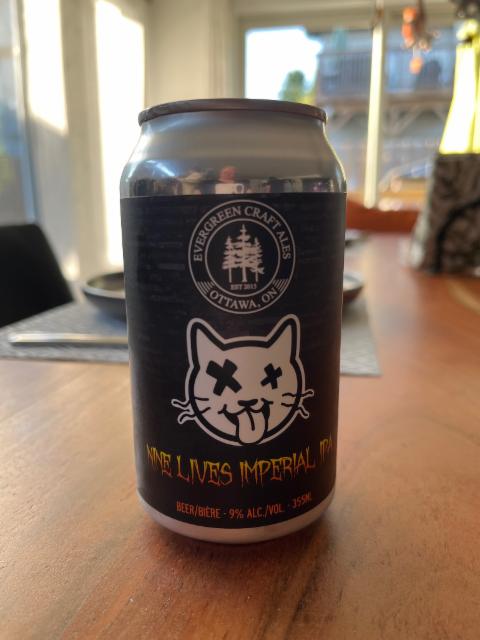 EVERGREEN CRAFT ALES
EST 2015
OTTAWA, ON
NINE LIVES IMPERIAL IPA
BEER/BIÈRE - 9% ALC./VOL. - 355ML